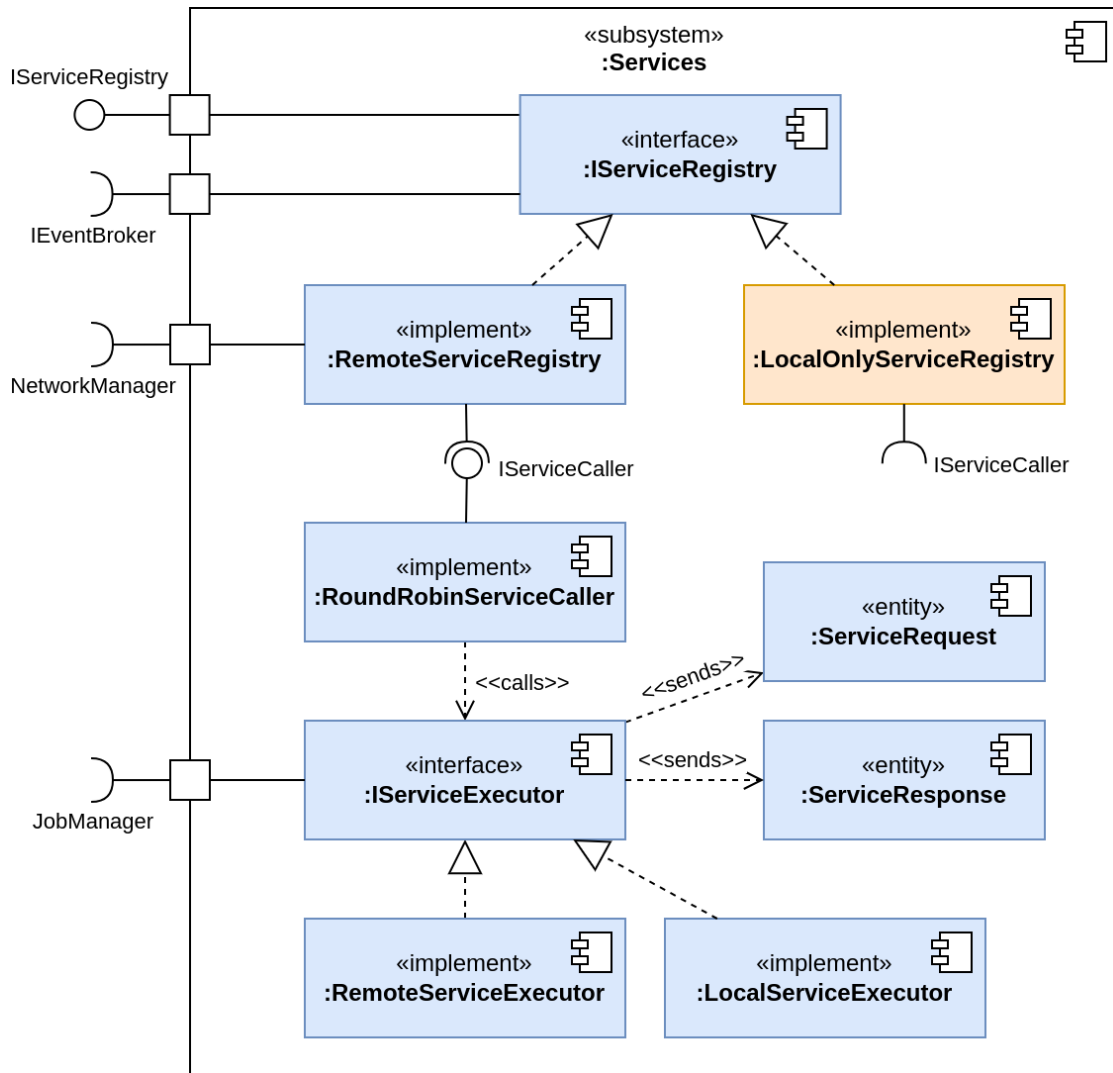 «subsystem»
:Services
IServiceRegistry
«interface»
:IServiceRegistry
IEventBroker
«implement»
:RemoteServiceRegistry
«implement»
:LocalOnlyServiceRegistry
NetworkManager
IServiceCaller
IServiceCaller
«implement»
:RoundRobinServiceCaller
«entity»
:ServiceRequest
<<calls>>
<<sends>>
«interface»
:IServiceExecutor
<<sends>>
«entity»
:ServiceResponse
JobManager
«implement»
:RemoteServiceExecutor
«implement»
:LocalServiceExecutor